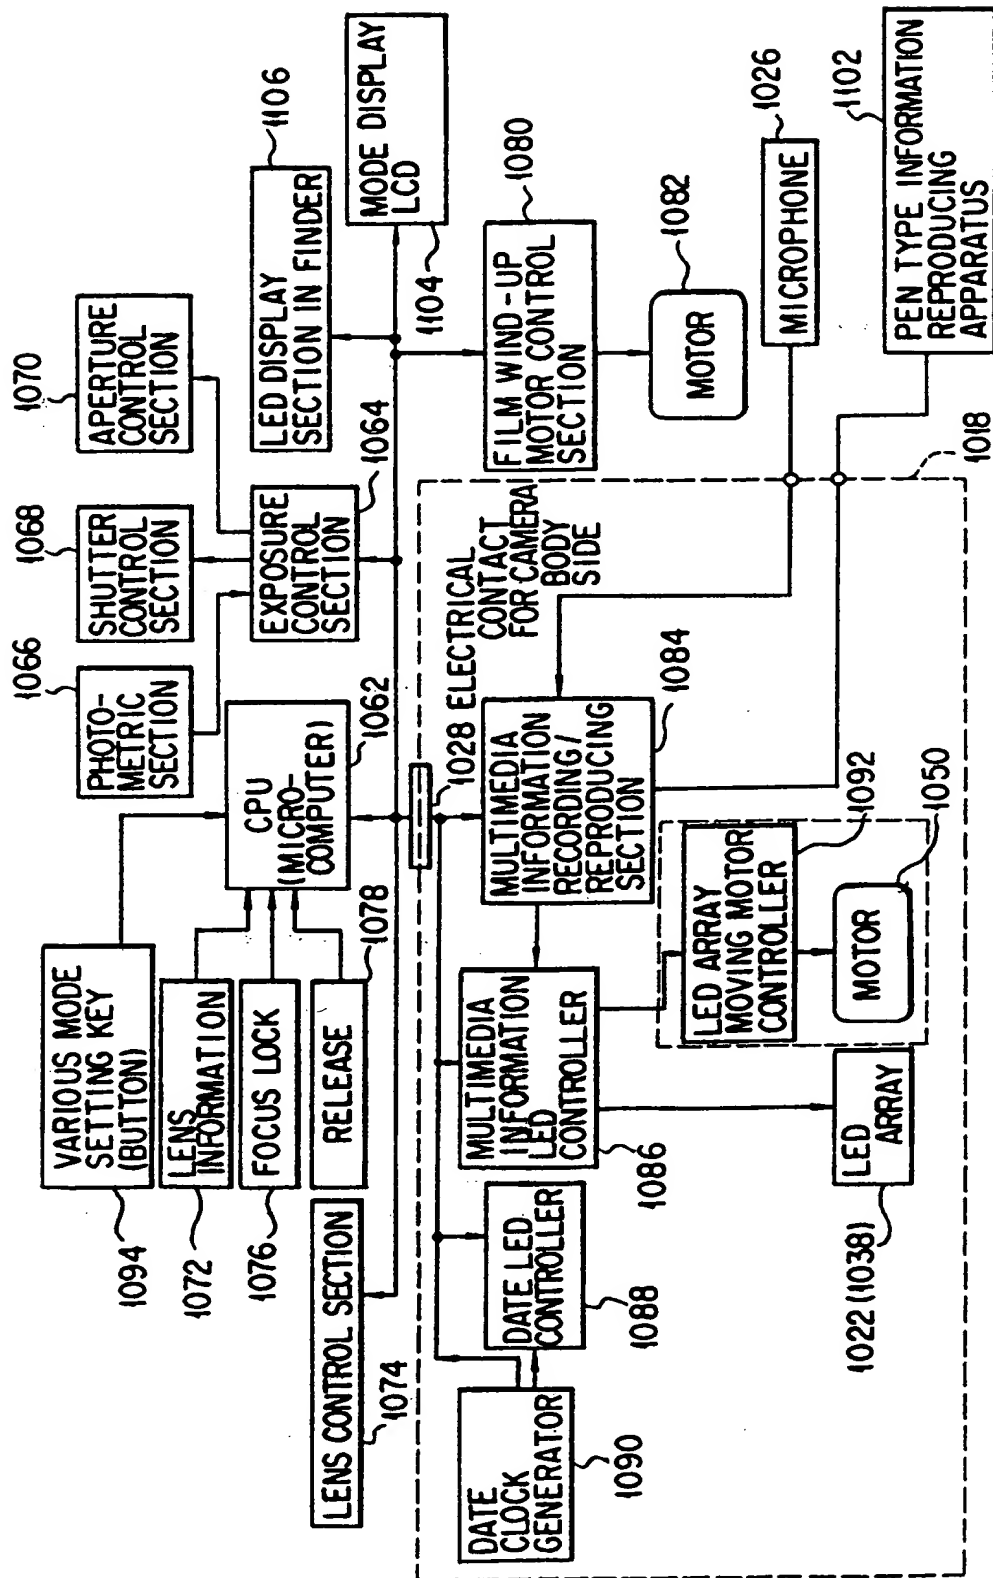 VARIOUS MODE
SETTING KEY
(BUTTON)
1094
LENS
INFORMATION
1072
FOCUS LOCK
1076
RELEASE
1078
LENS CONTROL SECTION
1074
CPU
(MICRO-
COMPUTER)
1062
PHOTO-
METRIC
SECTION
1066
SHUTTER
CONTROL
SECTION
1068
APERTURE
CONTROL
SECTION
1070
EXPOSURE
CONTROL
SECTION
1064
LED DISPLAY
SECTION IN FINDER
1106
MODE DISPLAY
LCD
1104
FILM WIND-UP
MOTOR CONTROL
SECTION
1080
MOTOR
1082
MICROPHONE
1026
PEN TYPE INFORMATION
REPRODUCING
APPARATUS
1102
1018
1028 ELECTRICAL
CONTACT
FOR CAMERA
BODY
SIDE
MULTIMEDIA
INFORMATION
RECORDING/
REPRODUCING
SECTION
1084
MULTIMEDIA
INFORMATION
LED
CONTROLLER
1086
LED ARRAY
MOVING MOTOR
CONTROLLER
1092
MOTOR
1050
LED
ARRAY
1022 (1038)
DATE LED
CONTROLLER
1088
DATE
CLOCK
GENERATOR
1090